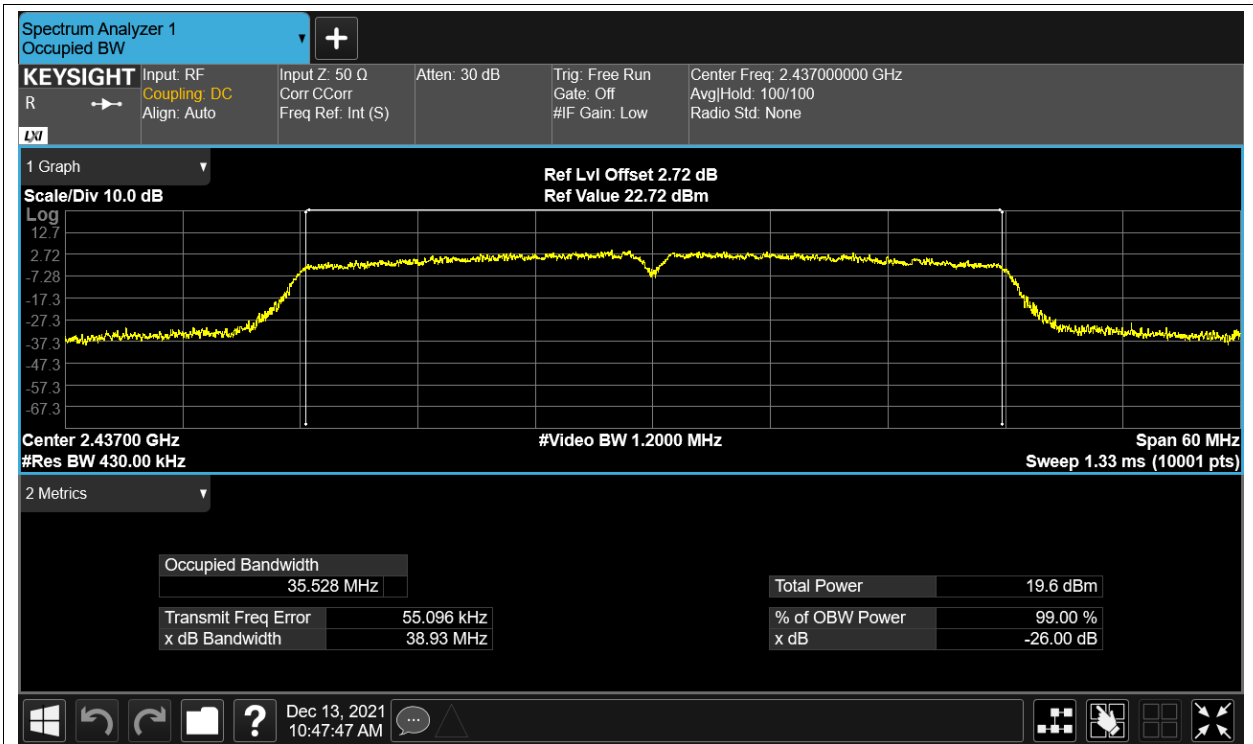 Spectrum Analyzer 1
Occupied BW
KEYSIGHT
R
LXI
Input: RF
Coupling: DC
Align: Auto
Input Z: 50 Ω
Corr CCorr
Freq Ref: Int (S)
Atten: 30 dB
Trig: Free Run
Gate: Off
#IF Gain: Low
Center Freq: 2.437000000 GHz
Avg|Hold: 100/100
Radio Std: None
1 Graph
Scale/Div 10.0 dB
Ref Lvl Offset 2.72 dB
Ref Value 22.72 dBm
Log
12.7
2.72
-7.28
-17.3
-27.3
-37.3
-47.3
-57.3
-67.3
Center 2.43700 GHz
#Video BW 1.2000 MHz
Span 60 MHz
#Res BW 430.00 kHz
Sweep 1.33 ms (10001 pts)
2 Metrics
Occupied Bandwidth
35.528 MHz
Total Power 19.6 dBm
Transmit Freq Error 55.096 kHz
% of OBW Power 99.00 %
x dB Bandwidth 38.93 MHz
x dB -26.00 dB
?
Dec 13, 2021
10:47:47 AM